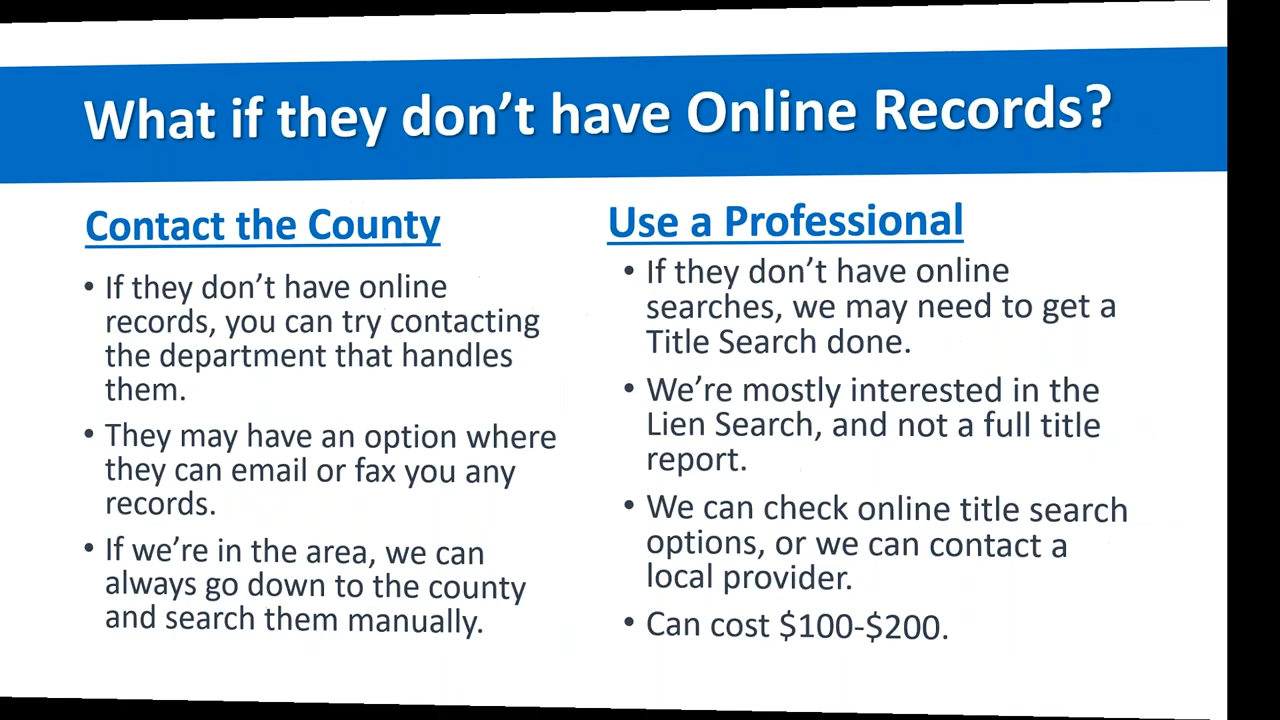 What if they don’t have Online Records?
Contact the County
• If they don’t have online
records, you can try contacting
the department that handles
them.
• They may have an option where
they can email or fax you any
records.
• If we’re in the area, we can
always go down to the county
and search them manually.
Use a Professional
• If they don’t have online
searches, we may need to get a
Title Search done.
• We’re mostly interested in the
Lien Search, and not a full title
report.
• We can check online title search
options, or we can contact a
local provider.
• Can cost $100-$200.